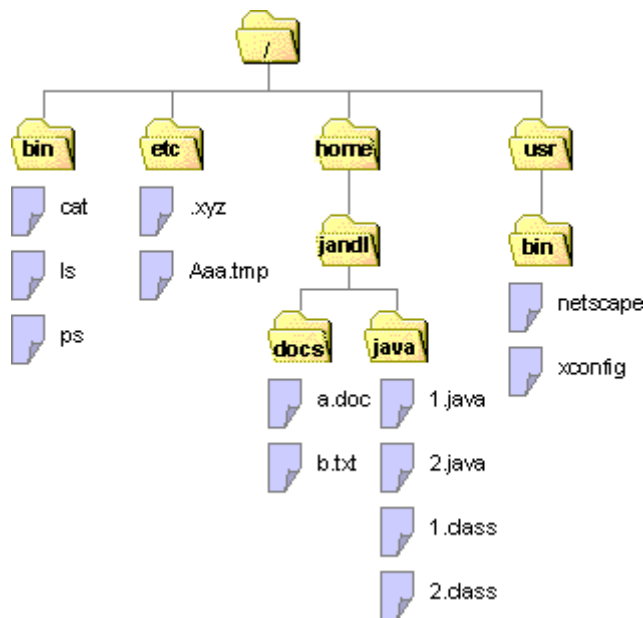 /
bin
etc
home
usr
cat
.xyz
jandl
bin
ls
Aaa.tmp
netscape
ps
docs
java
xconfig
a.doc
1.java
b.txt
2.java
1.class
2.class